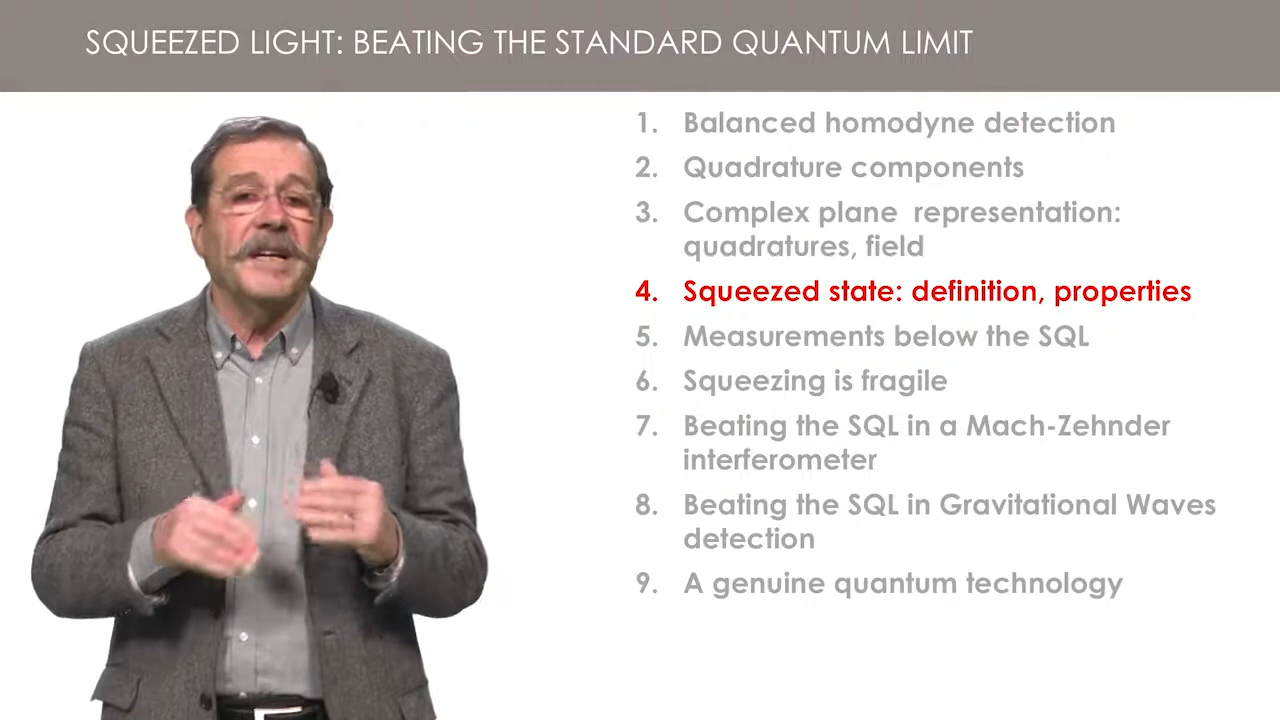 SQUEEZED LIGHT: BEATING THE STANDARD QUANTUM LIMIT
1. Balanced homodyne detection
2. Quadrature components
3. Complex plane representation:
quadratures, field
4. Squeezed state: definition, properties
5. Measurements below the SQL
6. Squeezing is fragile
7. Beating the SQL in a Mach-Zehnder
interferometer
8. Beating the SQL in Gravitational Waves
detection
9. A genuine quantum technology